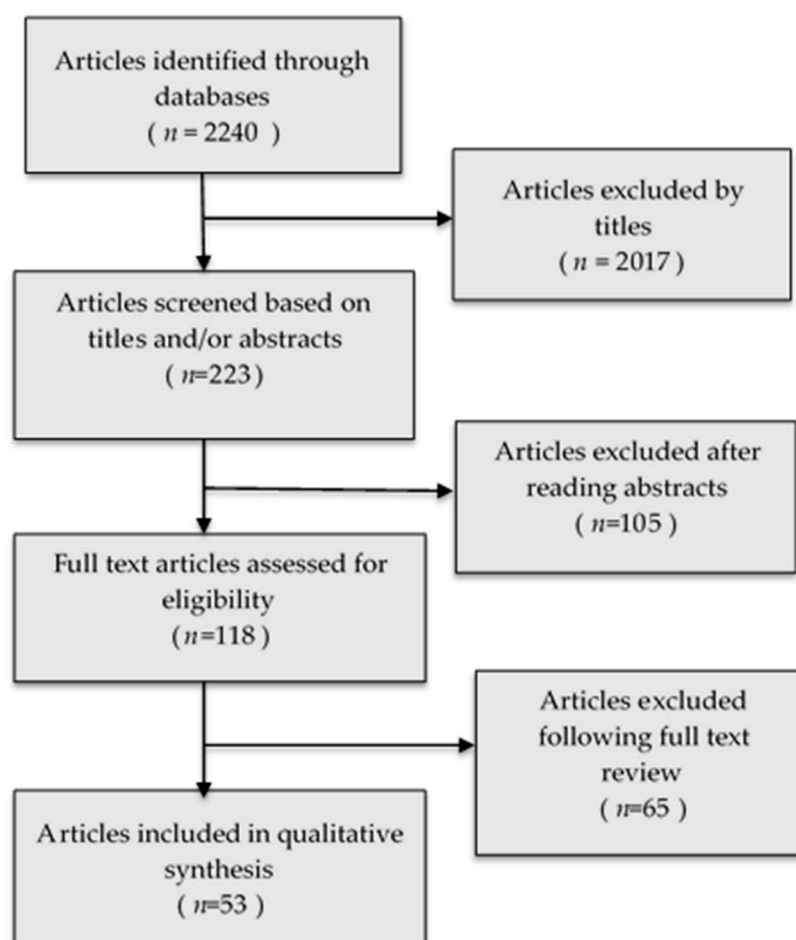 Articles identified through
databases
( n = 2240 )
Articles excluded by
titles
( n = 2017 )
Articles screened based on
titles and/or abstracts
( n=223 )
Articles excluded after
reading abstracts
( n=105 )
Full text articles assessed for
eligibility
( n=118 )
Articles excluded
following full text
review
( n=65 )
Articles included in qualitative
synthesis
( n=53 )